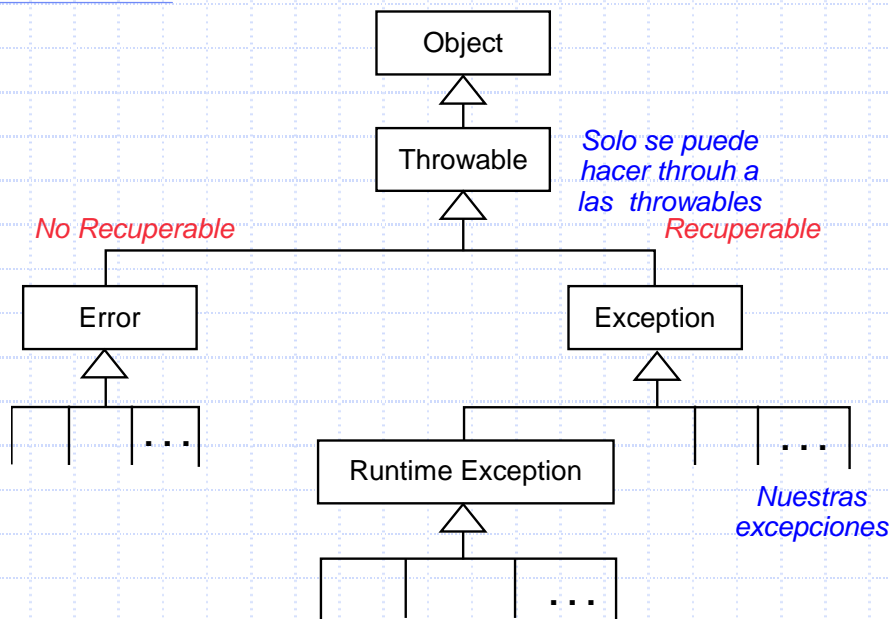 Object
Throwable
Solo se puede
hacer throuh a
las throwables
No Recuperable
Recuperable
Error
Exception
. . .
. . .
Runtime Exception
Nuestras
excepciones
. . .